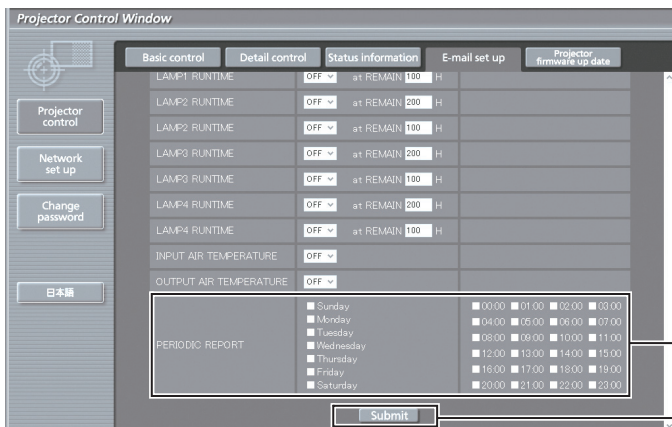 Projector Control Window
Basic control Detail control Status information E-mail set up Projector firmware up date
Projector control
Network set up
Change password
日本語
LAMP1 RUNTIME OFF at REMAIN 100 H
LAMP2 RUNTIME OFF at REMAIN 200 H
LAMP2 RUNTIME OFF at REMAIN 100 H
LAMP3 RUNTIME OFF at REMAIN 200 H
LAMP3 RUNTIME OFF at REMAIN 100 H
LAMP4 RUNTIME OFF at REMAIN 200 H
LAMP4 RUNTIME OFF at REMAIN 100 H
INPUT AIR TEMPERATURE OFF
OUTPUT AIR TEMPERATURE OFF
PERIODIC REPORT
Sunday
Monday
Tuesday
Wednesday
Thursday
Friday
Saturday
00:00 01:00 02:00 03:00
04:00 05:00 06:00 07:00
08:00 09:00 10:00 11:00
12:00 13:00 14:00 15:00
16:00 17:00 18:00 19:00
20:00 21:00 22:00 23:00
Submit